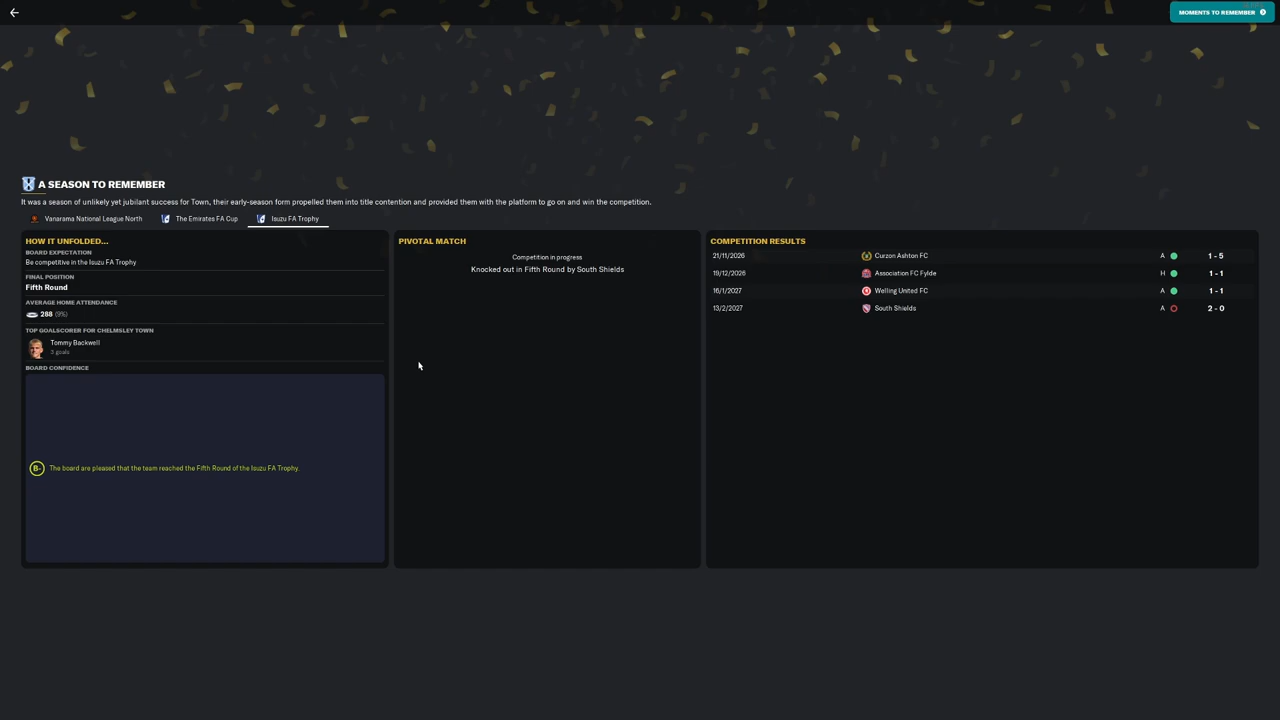 MOMENTS TO REMEMBER
A SEASON TO REMEMBER
It was a season of unlikely yet jubilant success for Town, their early-season form propelled them into title contention and provided them with the platform to go on and win the competition.
Vanarama National League North
The Emirates FA Cup
Isuzu FA Trophy
HOW IT UNFOLDED...
BOARD EXPECTATION
Be competitive in the Isuzu FA Trophy
FINAL POSITION
Fifth Round
AVERAGE HOME ATTENDANCE
288 (9%)
TOP GOALSCORER FOR CHELMSLEY TOWN
Tommy Backwell
3 goals
BOARD CONFIDENCE
B- The board are pleased that the team reached the Fifth Round of the Isuzu FA Trophy.
PIVOTAL MATCH
Competition in progress
Knocked out in Fifth Round by South Shields
COMPETITION RESULTS
21/11/2026 Curzon Ashton FC A 1 - 5
19/12/2026 Association FC Fylde H 1 - 1
16/1/2027 Welling United FC A 1 - 1
13/2/2027 South Shields A 2 - 0